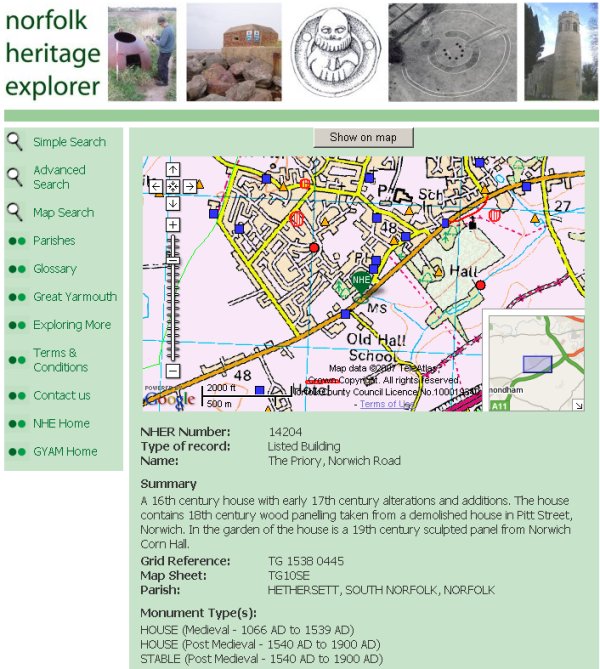 norfolk
heritage
explorer
Show on map
Simple Search
Advanced
Search
Map Search
Parishes
Glossary
Great Yarmouth
Exploring More
Terms &
Conditions
Contact us
NHE Home
GYAM Home
Sch
48
27
NHE
Hall
MS
Old Hall
School
48
Map data ©2007 TeleAtlas
Crown Copyright. All rights reserved.
County Council Licence No.
- Terms of Use
POWERED BY
Google
2000 ft
500 m
mondham
A11
NHER Number: 14204
Type of record: Listed Building
Name: The Priory, Norwich Road
Summary
A 16th century house with early 17th century alterations and additions. The house
contains 18th century wood panelling taken from a demolished house in Pitt Street,
Norwich. In the garden of the house is a 19th century sculpted panel from Norwich
Corn Hall.
Grid Reference: TG 1538 0445
Map Sheet: TG10SE
Parish: HETHERSETT, SOUTH NORFOLK, NORFOLK
Monument Type(s):
HOUSE (Medieval - 1066 AD to 1539 AD)
HOUSE (Post Medieval - 1540 AD to 1900 AD)
STABLE (Post Medieval - 1540 AD to 1900 AD)